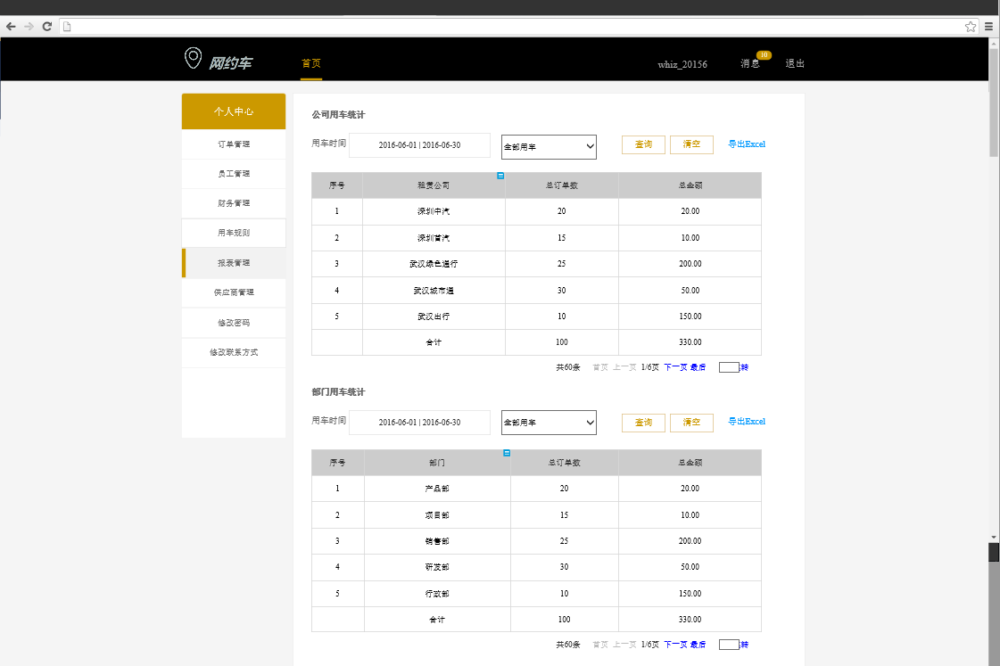 网约车 首页 whiz_20156 消息 10 退出
个人中心
订单管理
员工管理
财务管理
用车规则
报表管理
供应商管理
修改密码
修改联系方式
公司用车统计
用车时间 2016-06-01 | 2016-06-30 全部用车 查询 清空 导出Excel
序号 租赁公司 总订单数 总金额
1 深圳中汽 20 20.00
2 深圳首汽 15 10.00
3 武汉绿色通行 25 200.00
4 武汉城市通 30 50.00
5 武汉出行 10 150.00
合计 100 330.00
共60条 首页 上一页 1/6页 下一页 最后 转
部门用车统计
用车时间 2016-06-01 | 2016-06-30 全部用车 查询 清空 导出Excel
序号 部门 总订单数 总金额
1 产品部 20 20.00
2 项目部 15 10.00
3 销售部 25 200.00
4 研发部 30 50.00
5 行政部 10 150.00
合计 100 330.00
共60条 首页 上一页 1/6页 下一页 最后 转